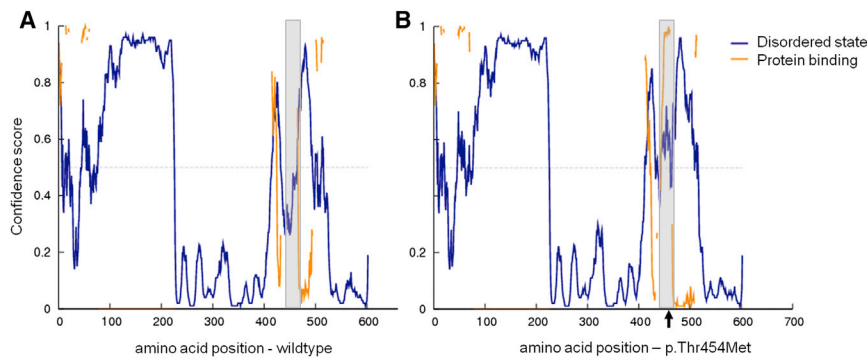 A
B
Disordered state
Protein binding
Confidence score
1
0.8
0.6
0.4
0.2
0
0 100 200 300 400 500 600
amino acid position - wildtype
1
0.8
0.6
0.2
0
0 100 200 300 400 500 600 700
amino acid position – p.Thr454Met